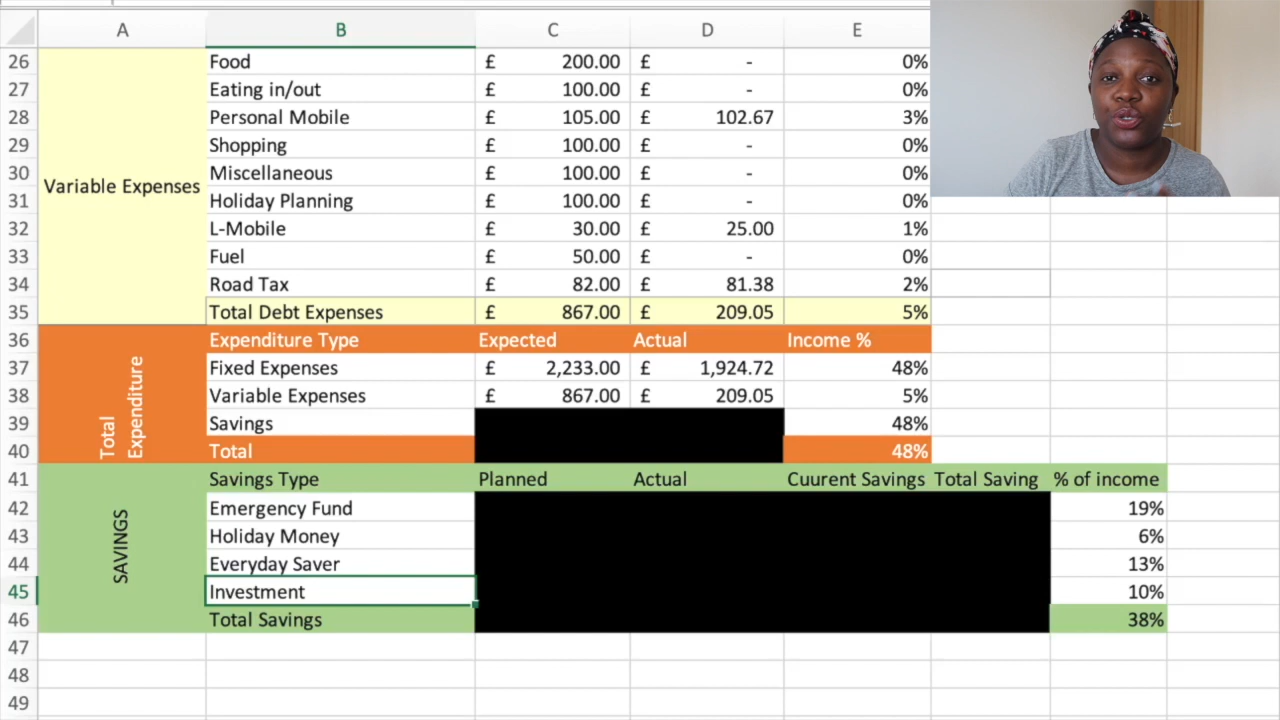 A B C D E
26 Food £ 200.00 £ - 0%
27 Eating in/out £ 100.00 £ - 0%
28 Personal Mobile £ 105.00 £ 102.67 3%
29 Shopping £ 100.00 £ - 0%
30 Miscellaneous £ 100.00 £ - 0%
Variable Expenses
31 Holiday Planning £ 100.00 £ - 0%
32 L-Mobile £ 30.00 £ 25.00 1%
33 Fuel £ 50.00 £ - 0%
34 Road Tax £ 82.00 £ 81.38 2%
35 Total Debt Expenses £ 867.00 £ 209.05 5%
36 Expenditure Type Expected Actual Income %
37 Fixed Expenses £ 2,233.00 £ 1,924.72 48%
38 Variable Expenses £ 867.00 £ 209.05 5%
Total
Expenditure
39 Savings 48%
40 Total 48%
41 Savings Type Planned Actual Cuurent Savings Total Saving % of income
42 Emergency Fund 19%
43 Holiday Money 6%
SAVINGS
44 Everyday Saver 13%
45 Investment 10%
46 Total Savings 38%
47
48
49